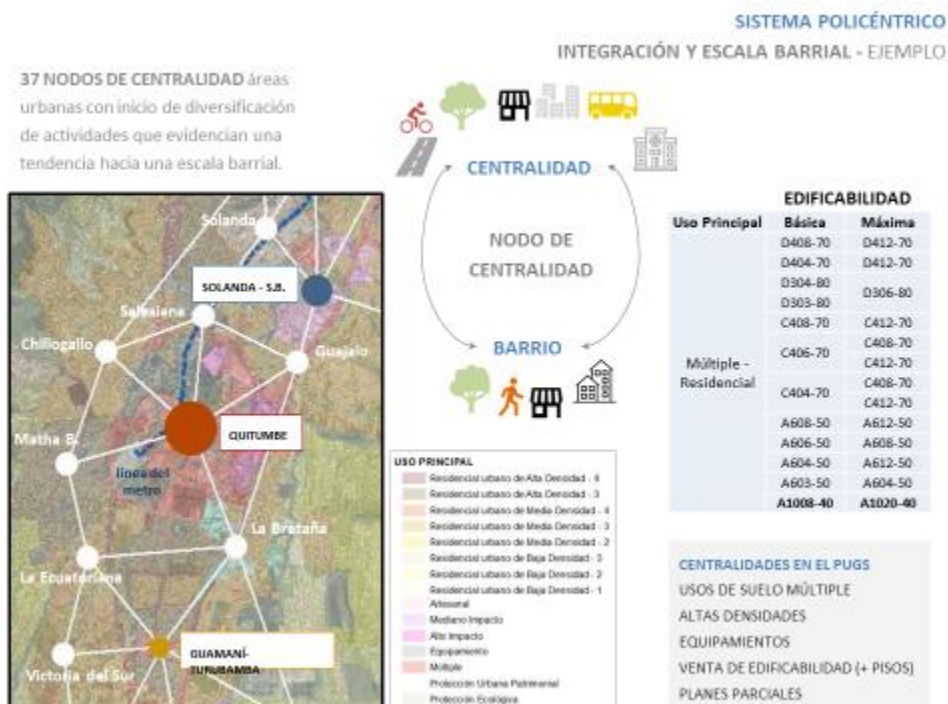 SISTEMA POLICÉNTRICO
INTEGRACIÓN Y ESCALA BARRIAL - EJEMPLO
37 NODOS DE CENTRALIDAD áreas
urbanas con inicio de diversificación
de actividades que evidencian una
tendencia hacia una escala barrial.
Solanda
SOLANDA - S.B.
Salesiana
Chillogallo
Guajalo
QUITUMBE
Matha B.
línea del
metro
La Bretaña
La Ecuatoriana
GUAMANÍ-
TURUBAMBA
Victoria del Sur
CENTRALIDAD
NODO DE
CENTRALIDAD
BARRIO
USO PRINCIPAL
Residencial urbano de Alta Densidad - 4
Residencial urbano de Alta Densidad - 3
Residencial urbano de Media Densidad - 4
Residencial urbano de Media Densidad - 3
Residencial urbano de Media Densidad - 2
Residencial urbano de Baja Densidad - 3
Residencial urbano de Baja Densidad - 2
Residencial urbano de Baja Densidad - 1
Artesanal
Mediano Impacto
Alto Impacto
Equipamiento
Múltiple
Protección Urbana Patrimonial
Protección Ecológica
EDIFICABILIDAD
Uso Principal Básica Máxima
D408-70 D412-70
D404-70 D412-70
D304-80
D306-80
D303-80
C408-70 C412-70
C406-70 C408-70
C412-70
Múltiple -
Residencial
C404-70 C408-70
C412-70
A608-50 A612-50
A606-50 A608-50
A604-50 A612-50
A603-50 A604-50
A1008-40 A1020-40
CENTRALIDADES EN EL PUGS
USOS DE SUELO MÚLTIPLE
ALTAS DENSIDADES
EQUIPAMIENTOS
VENTA DE EDIFICABILIDAD (+ PISOS)
PLANES PARCIALES